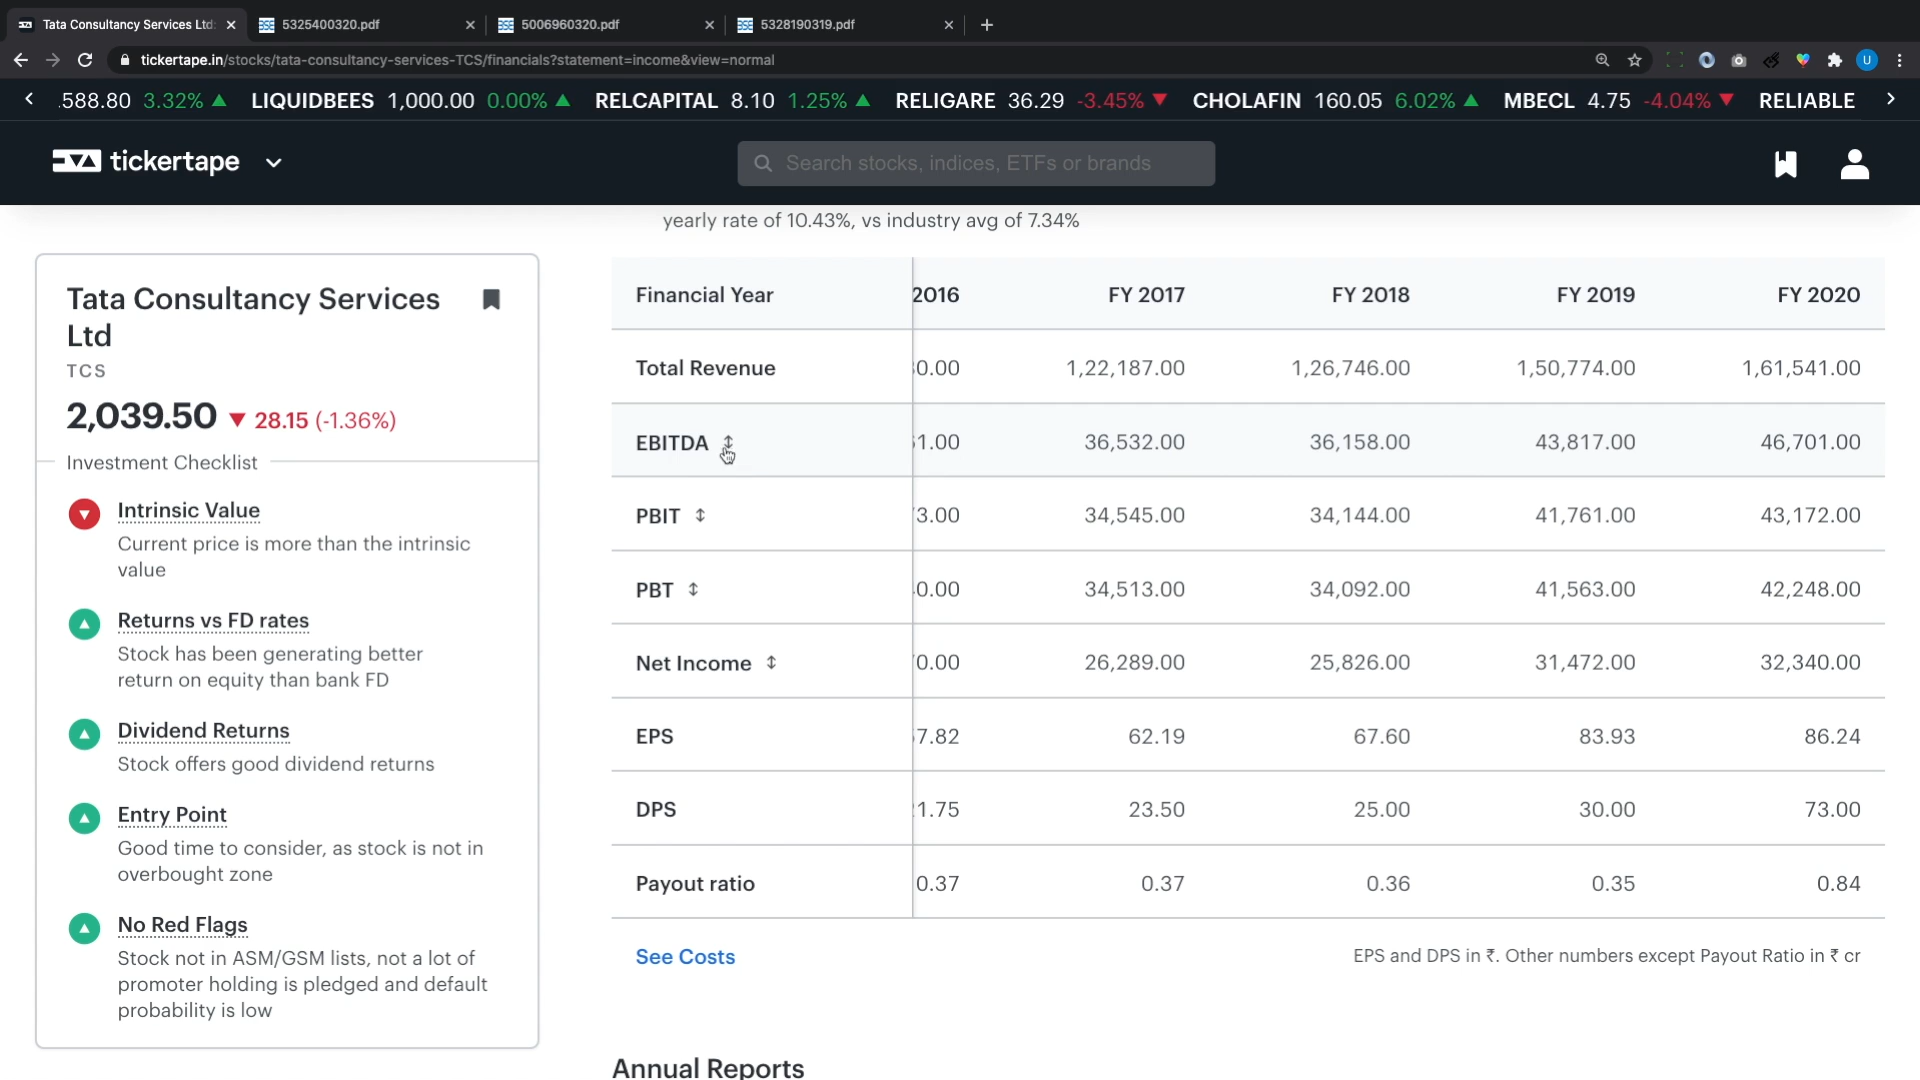 Tata Consultancy Services Ltd
5325400320.pdf
5006960320.pdf
5328190319.pdf
tickertape.in/stocks/tata-consultancy-services-TCS/financials?statement=income&view=normal
U
.588.80 3.32% ▲ LIQUIDBEES 1,000.00 0.00% ▲ RELCAPITAL 8.10 1.25% ▲ RELIGARE 36.29 -3.45% ▼ CHOLAFIN 160.05 6.02% ▲ MBECL 4.75 -4.04% ▼ RELIABLE
tickertape
Search stocks, indices, ETFs or brands
yearly rate of 10.43%, vs industry avg of 7.34%
Tata Consultancy Services
Ltd
TCS
2,039.50 ▼ 28.15 (-1.36%)
Investment Checklist
Intrinsic Value
Current price is more than the intrinsic
value
Returns vs FD rates
Stock has been generating better
return on equity than bank FD
Dividend Returns
Stock offers good dividend returns
Entry Point
Good time to consider, as stock is not in
overbought zone
No Red Flags
Stock not in ASM/GSM lists, not a lot of
promoter holding is pledged and default
probability is low
Financial Year 2016 FY 2017 FY 2018 FY 2019 FY 2020
Total Revenue 0.00 1,22,187.00 1,26,746.00 1,50,774.00 1,61,541.00
EBITDA 1.00 36,532.00 36,158.00 43,817.00 46,701.00
PBIT 3.00 34,545.00 34,144.00 41,761.00 43,172.00
PBT 0.00 34,513.00 34,092.00 41,563.00 42,248.00
Net Income 0.00 26,289.00 25,826.00 31,472.00 32,340.00
EPS 7.82 62.19 67.60 83.93 86.24
DPS 1.75 23.50 25.00 30.00 73.00
Payout ratio 0.37 0.37 0.36 0.35 0.84
See Costs
EPS and DPS in ₹. Other numbers except Payout Ratio in ₹ cr
Annual Reports